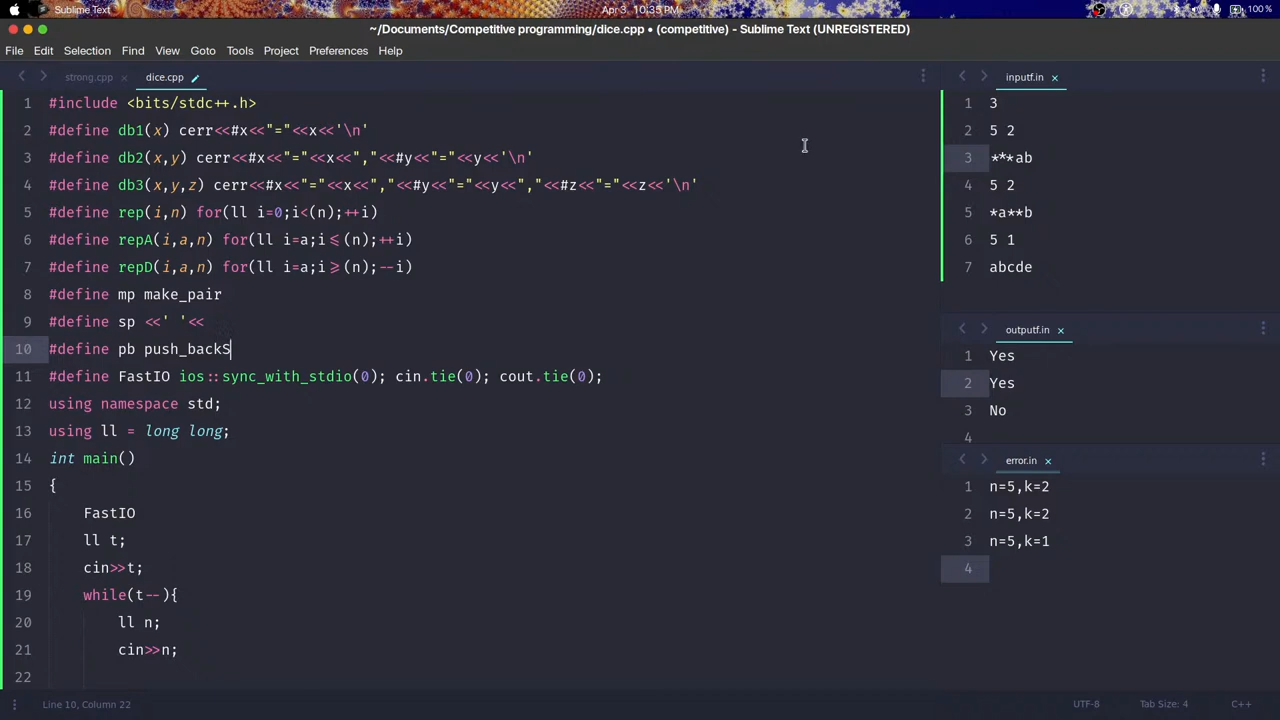 Sublime Text
Apr 3, 10:35 PM
100 %
~/Documents/Competitive programming/dice.cpp • (competitive) - Sublime Text (UNREGISTERED)
File Edit Selection Find View Goto Tools Project Preferences Help
strong.cpp × dice.cpp
1 #include <bits/stdc++.h>
2 #define db1(x) cerr<<#x<<"="<<x<<'\n'
3 #define db2(x,y) cerr<<#x<<"="<<x<<","<<#y<<"="<<y<<'\n'
4 #define db3(x,y,z) cerr<<#x<<"="<<x<<","<<#y<<"="<<y<<","<<#z<<"="<<z<<'\n'
5 #define rep(i,n) for(ll i=0;i<(n);++i)
6 #define repA(i,a,n) for(ll i=a;i<=(n);++i)
7 #define repD(i,a,n) for(ll i=a;i>=(n);--i)
8 #define mp make_pair
9 #define sp <<' '<<
10 #define pb push_backS
11 #define FastIO ios::sync_with_stdio(0); cin.tie(0); cout.tie(0);
12 using namespace std;
13 using ll = long long;
14 int main()
15 {
16 FastIO
17 ll t;
18 cin>>t;
19 while(t--){
20 ll n;
21 cin>>n;
22
inputf.in ×
1 3
2 5 2
3 ***ab
4 5 2
5 *a**b
6 5 1
7 abcde
outputf.in ×
1 Yes
2 Yes
3 No
4
error.in ×
1 n=5,k=2
2 n=5,k=2
3 n=5,k=1
4
Line 10, Column 22
UTF-8 Tab Size: 4 C++